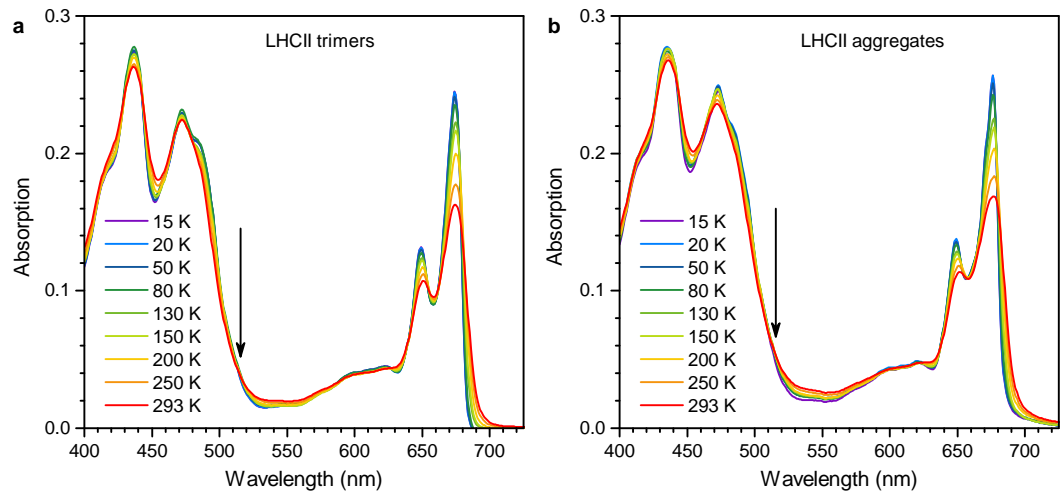 a
LHCII trimers
0.3
0.2
0.1
0.0
Absorption
15 K
20 K
50 K
80 K
130 K
150 K
200 K
250 K
293 K
400 450 500 550 600 650 700
Wavelength (nm)
b
LHCII aggregates
0.3
0.2
0.1
0.0
Absorption
15 K
20 K
50 K
80 K
130 K
150 K
200 K
250 K
293 K
400 450 500 550 600 650 700
Wavelength (nm)